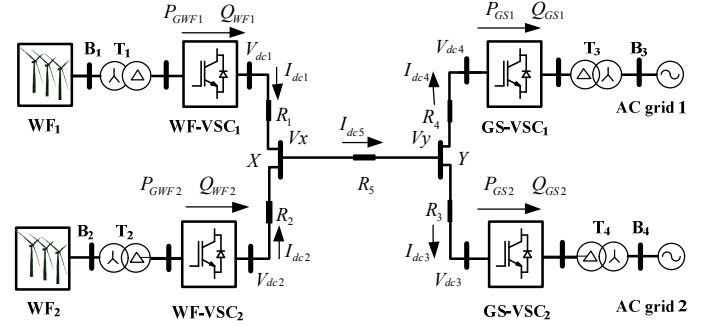 P_GWF1 Q_WF1
P_GS1 Q_GS1
B1 T1 V_dc1 V_dc4 T3 B3
I_dc1 I_dc4
WF1 WF-VSC1 R1 R4 GS-VSC1 AC grid 1
I_dc5
Vx Vy
X Y
R5
P_GWF2 Q_WF2
P_GS2 Q_GS2
R2 R3
B2 T2 T4 B4
I_dc2 I_dc3
V_dc2 V_dc3
WF2 WF-VSC2 GS-VSC2 AC grid 2